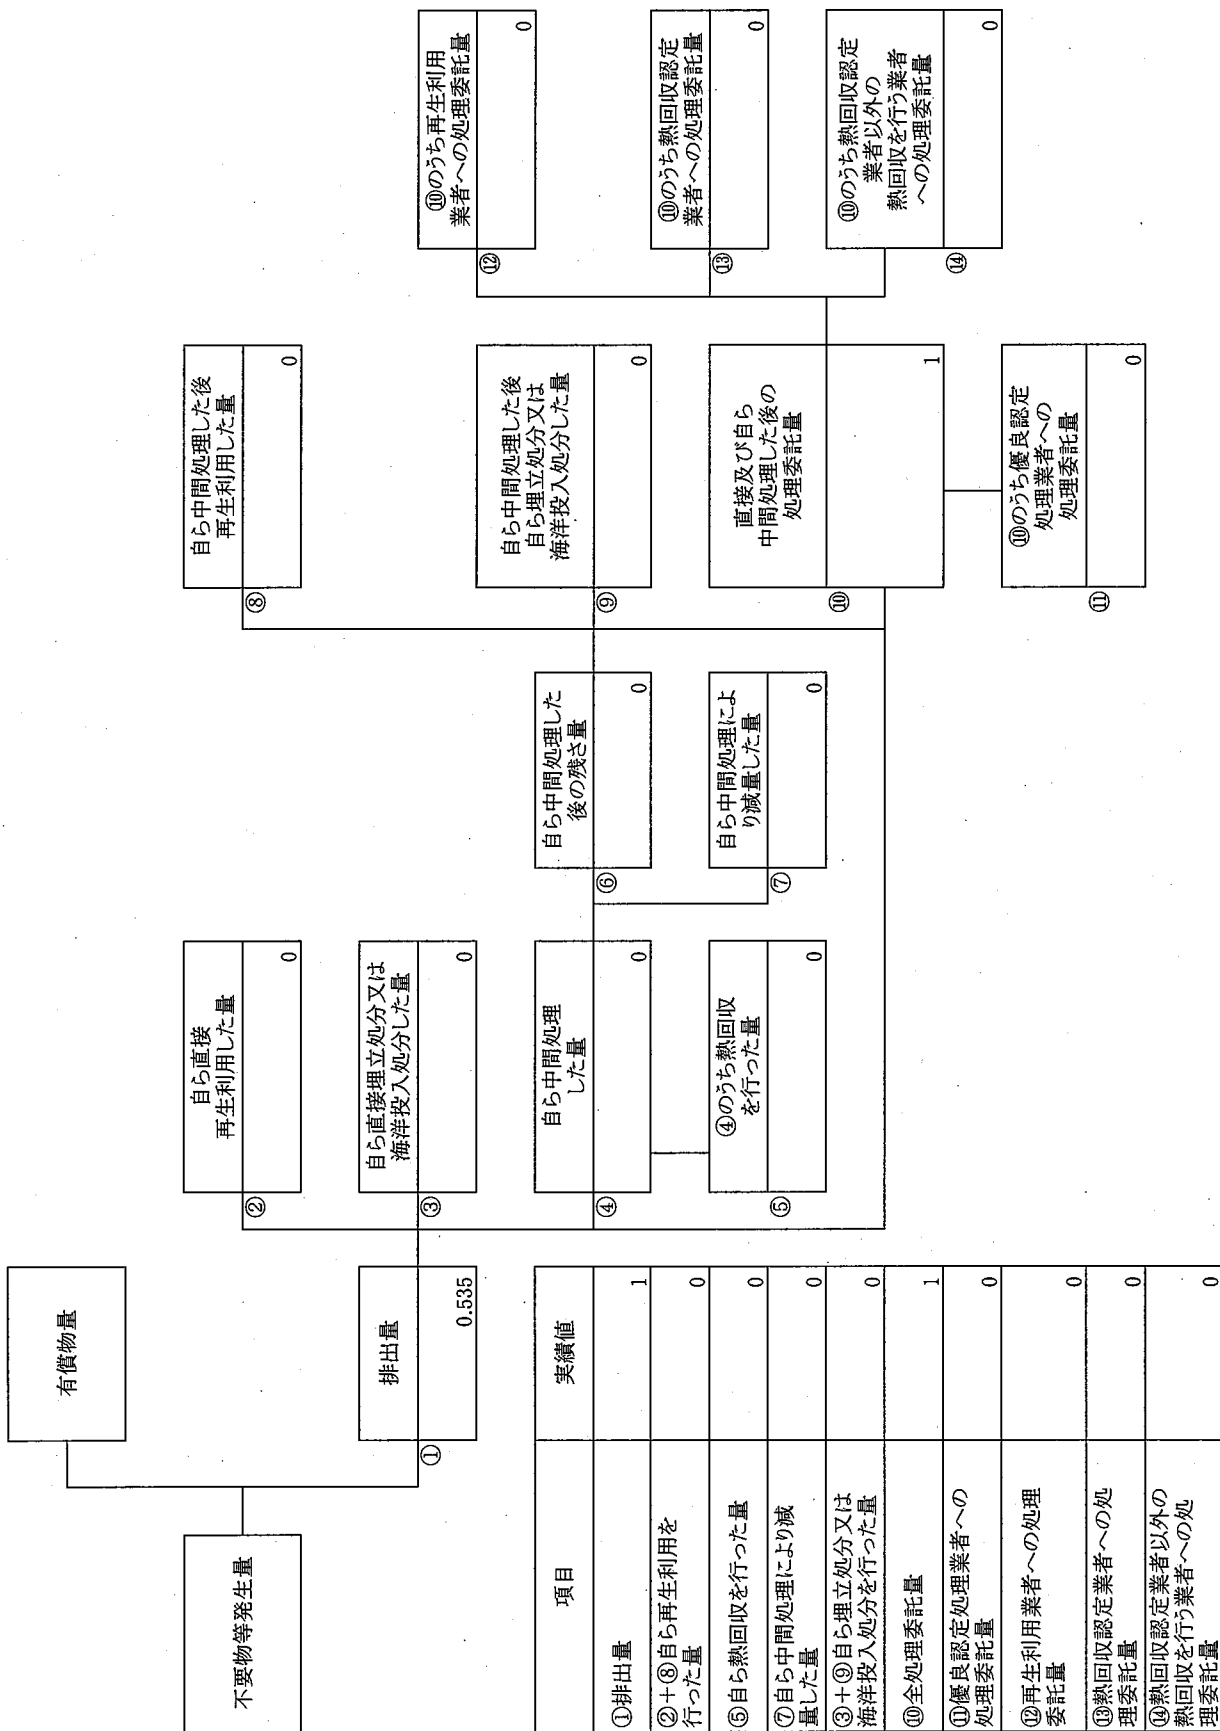 不要物等発生量
有償物量
①
排出量
0.535
②
自ら直接
再生利用した量
0
③
自ら直接埋立処分又は
海洋投入処分した量
0
④
自ら中間処理
した量
0
⑤
④のうち熱回収
を行った量
0
⑥
自ら中間処理した
後の残さ量
0
⑦
自ら中間処理によ
り減量した量
0
⑧
自ら中間処理した後
再生利用した量
0
⑨
自ら中間処理した後
自ら埋立処分又は
海洋投入処分した量
0
⑩
直接及び自ら
中間処理した後の
処理委託量
1
⑪
⑩のうち優良認定
処理業者への
処理委託量
0
⑫
⑩のうち再生利用
業者への処理委託量
0
⑬
⑩のうち熱回収認定
業者への処理委託量
0
⑭
⑩のうち熱回収認定
業者以外の
熱回収を行う業者
への処理委託量
0
項目
実績値
①排出量
1
②+⑧自ら再生利用を
行った量
0
⑤自ら熱回収を行った量
0
⑦自ら中間処理により減
量した量
0
③+⑨自ら埋立処分又は
海洋投入処分を行った量
0
⑩全処理委託量
1
⑪優良認定処理業者への
処理委託量
0
⑫再生利用業者への処理
委託量
0
⑬熱回収認定業者への処
理委託量
0
⑭熱回収認定業者以外の
熱回収を行う業者への処
理委託量
0